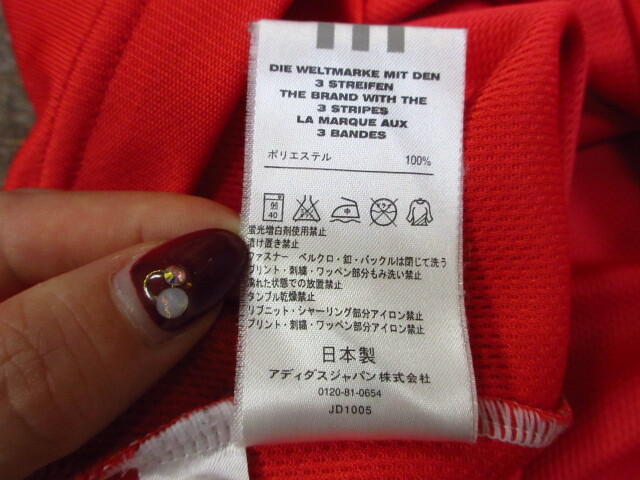 DIE WELTMARKE MIT DEN
3 STREIFEN
THE BRAND WITH THE
3 STRIPES
LA MARQUE AUX
3 BANDES
ポリエステル 100%
弱
40
中
蛍光増白剤使用禁止
漬け置き禁止
ファスナー ベルクロ・釦・バックルは閉じて洗う
プリント・刺繍・ワッペン部分もみ洗い禁止
濡れた状態での放置禁止
タンブル乾燥禁止
リブニット・シャーリング部分アイロン禁止
プリント・刺繍・ワッペン部分アイロン禁止
日本製
アディダスジャパン株式会社
0120-81-0654
JD1005